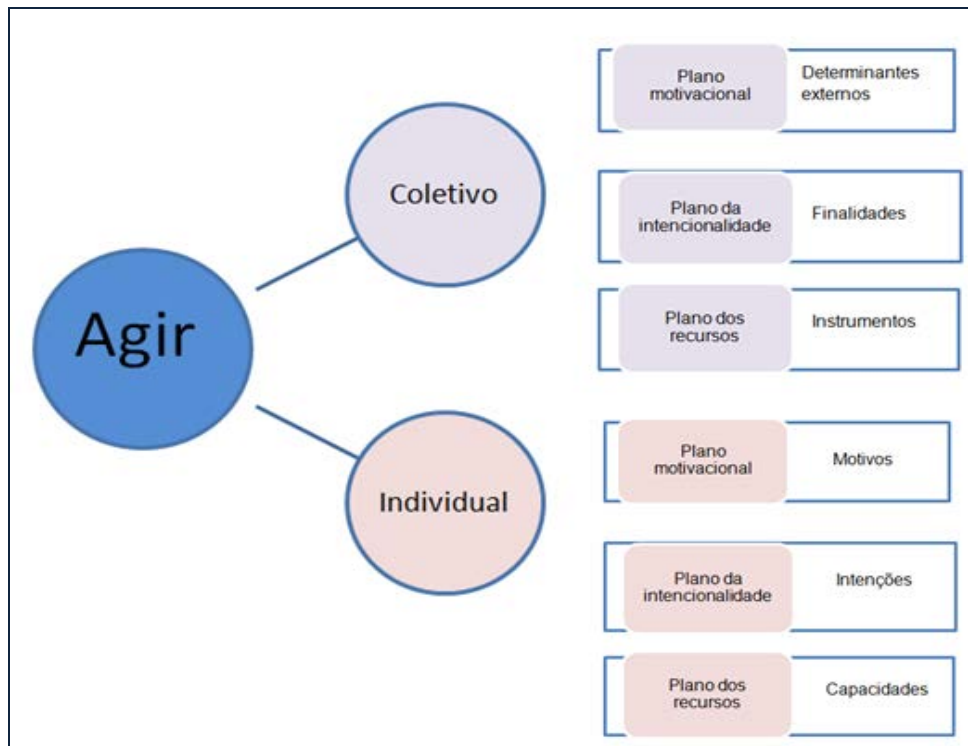 Agir
Coletivo
Plano
motivacional
Determinantes
externos
Plano da
intencionalidade
Finalidades
Plano dos
recursos
Instrumentos
Individual
Plano
motivacional
Motivos
Plano da
intencionalidade
Intenções
Plano dos
recursos
Capacidades